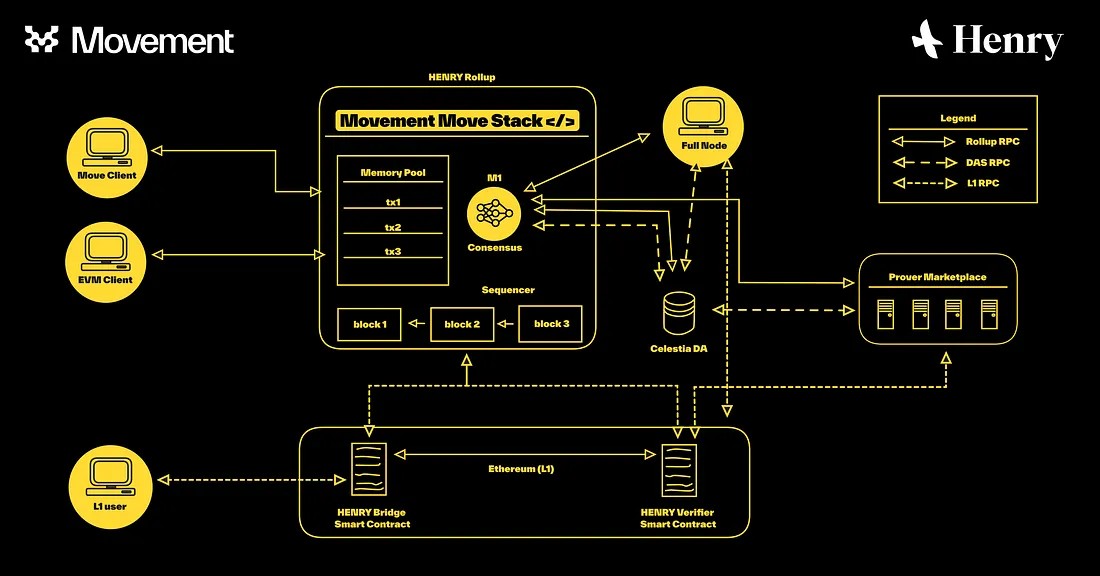 Movement
Henry
HENRY Rollup
Movement Move Stack </>
Memory Pool
tx1
tx2
tx3
M1
Consensus
Sequencer
block 1
block 2
block 3
Move Client
EVM Client
Full Node
Legend
Rollup RPC
DAS RPC
L1 RPC
Prover Marketplace
Celestia DA
L1 user
Ethereum (L1)
HENRY Bridge
Smart Contract
HENRY Verifier
Smart Contract